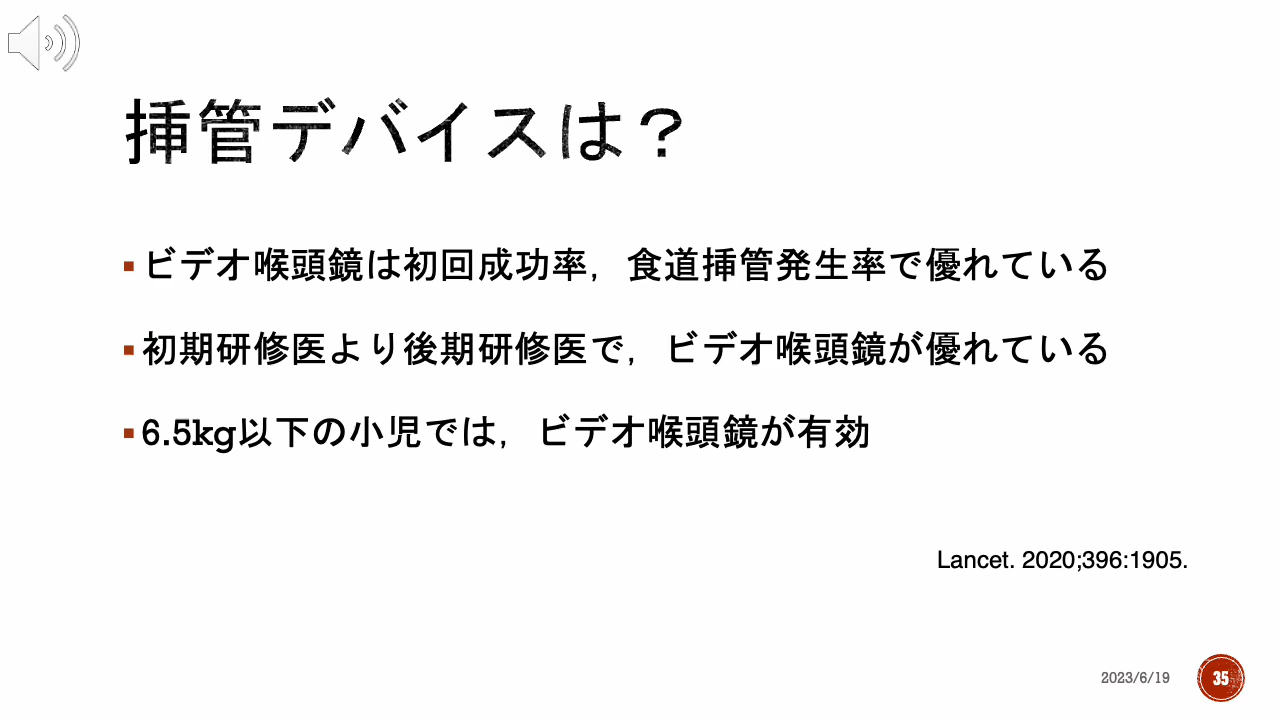 挿管デバイスは？
ビデオ喉頭鏡は初回成功率，食道挿管発生率で優れている
初期研修医より後期研修医で，ビデオ喉頭鏡が優れている
6.5kg以下の小児では，ビデオ喉頭鏡が有効
Lancet. 2020;396:1905.
2023/6/19
35